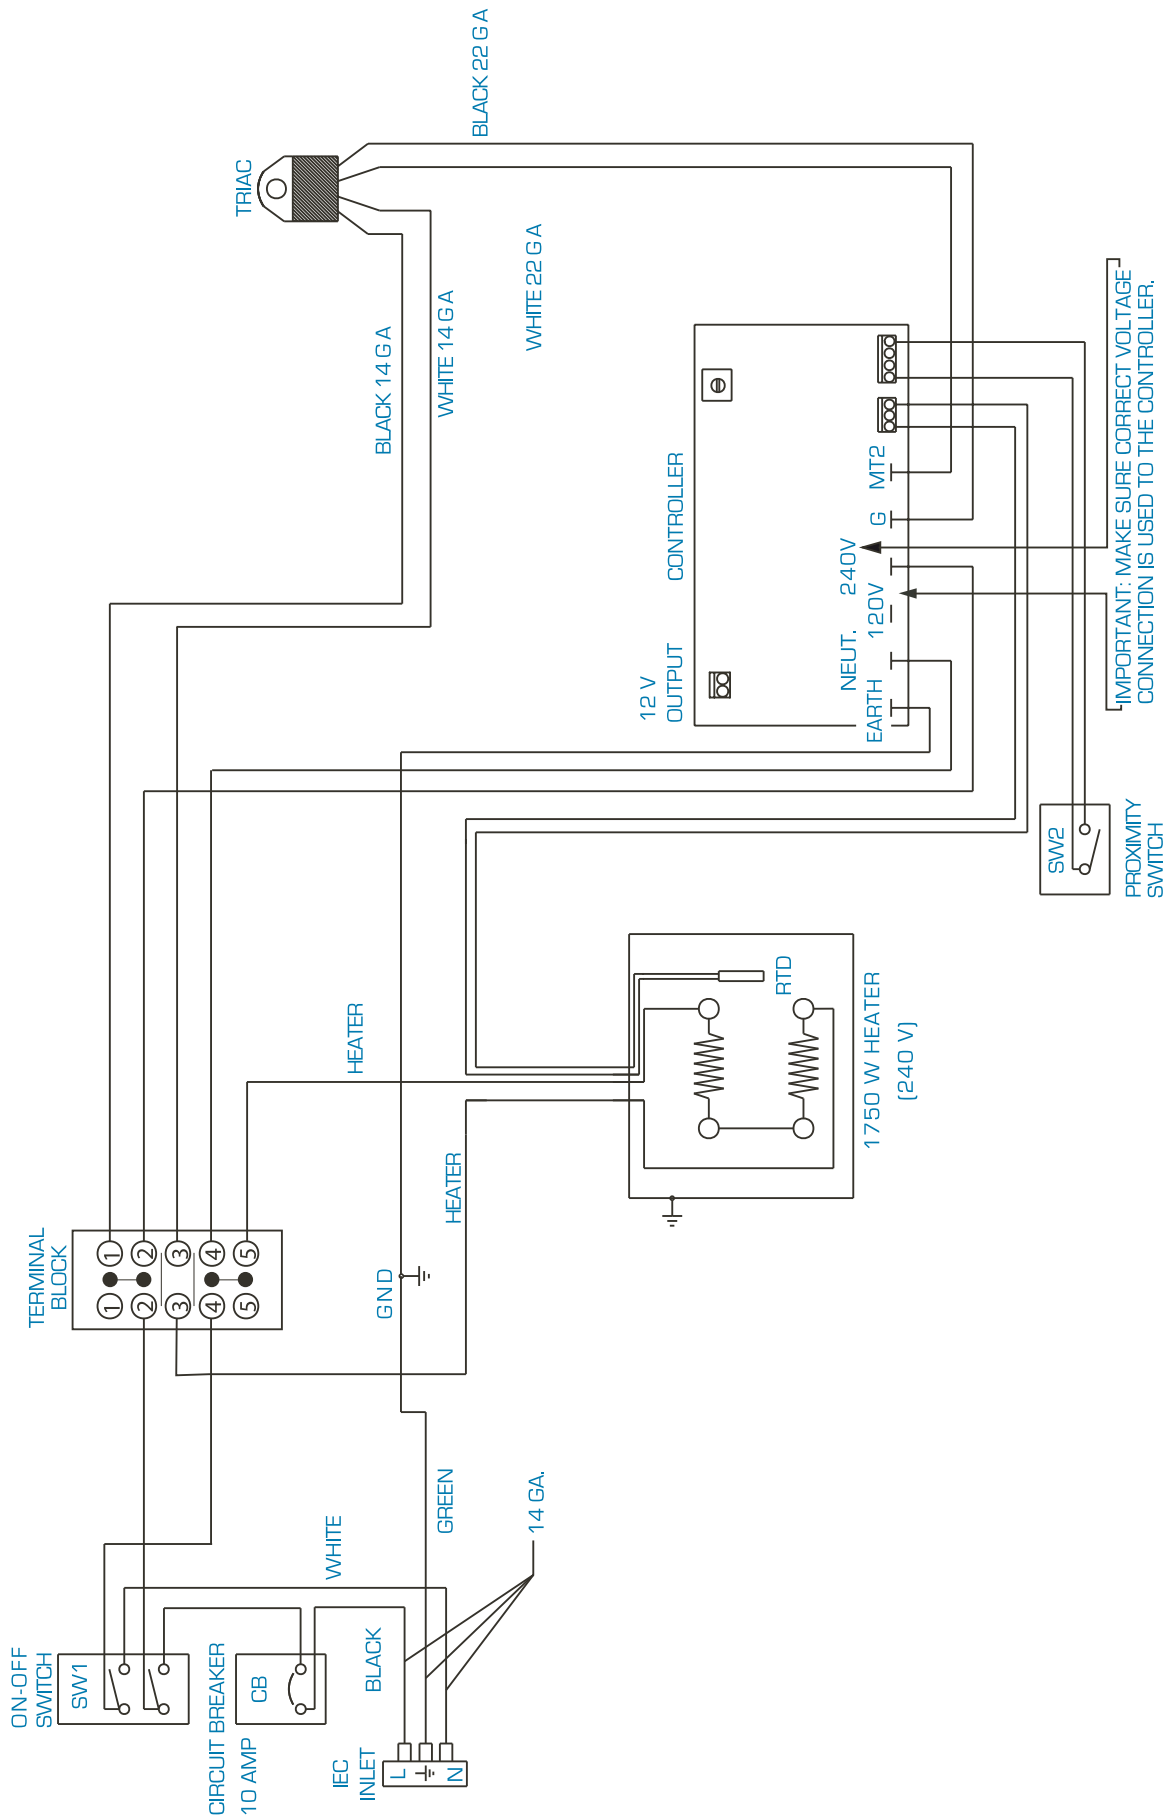 ON-OFF
SWITCH
SW1
CIRCUIT BREAKER
10 AMP
CB
IEC
INLET
L
N
BLACK
WHITE
GREEN
14 GA.
TERMINAL
BLOCK
1 1
2 2
3 3
4 4
5 5
GND
HEATER
HEATER
RTD
1750 W HEATER
(240 V)
TRIAC
BLACK 14 GA
WHITE 14 GA
BLACK 22 GA
WHITE 22 GA
CONTROLLER
12 V
OUTPUT
EARTH
NEUT.
120V
240V
G
MT2
SW2
PROXIMITY
SWITCH
IMPORTANT: MAKE SURE CORRECT VOLTAGE
CONNECTION IS USED TO THE CONTROLLER.